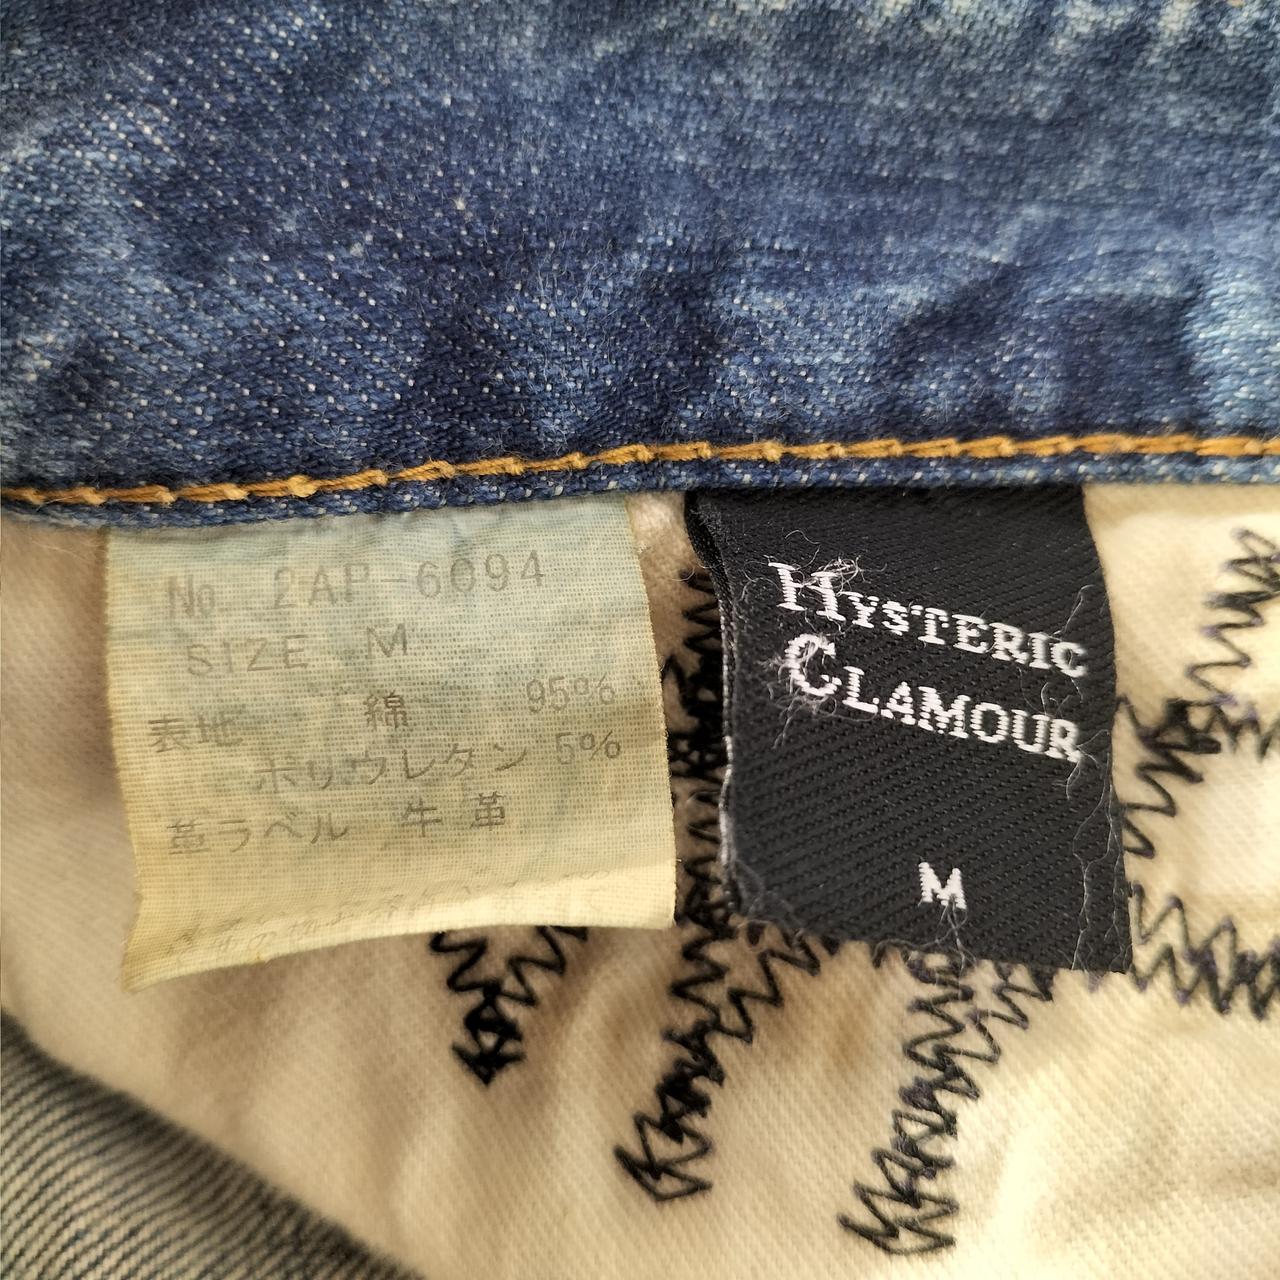 No. 2AP-6094
SIZE M
表地 綿 95%
ポリウレタン 5%
革ラベル 牛革
HYSTERIC
CLAMOUR
M